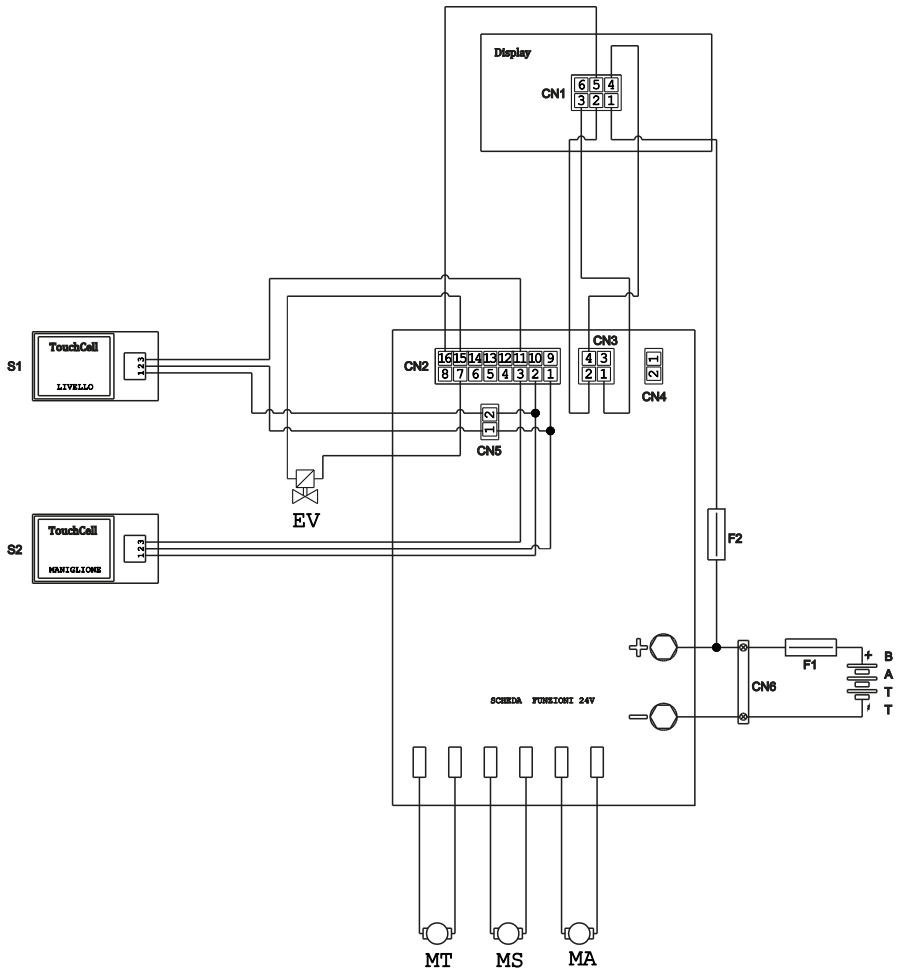 Display
CN1
6 5 4
3 2 1
S1
TouchCell
LIVELLO
1 2 3
CN2
16 15 14 13 12 11 10 9
8 7 6 5 4 3 2 1
CN3
4 3
2 1
2 1
CN4
1 2
CN5
EV
S2
TouchCell
MANIGLIONE
1 2 3
F2
+
F1
+
BATT
-
CN6
SCHEDA FUNZIONI 24V
-
MT
MS
MA